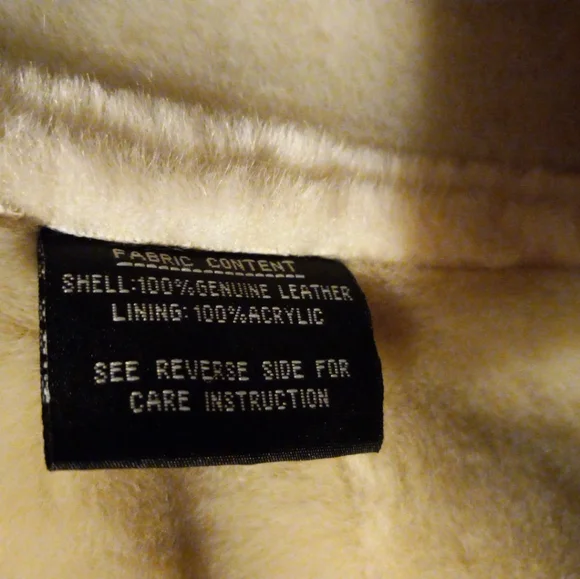 FABRIC CONTENT
SHELL:100%GENUINE LEATHER
LINING:100%ACRYLIC
SEE REVERSE SIDE FOR
CARE INSTRUCTION